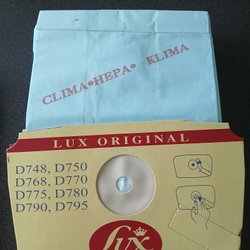 CLIMA•HEPA• KLIMA
LUX ORIGINAL
D748, D750
D768, D770
D775, D780
D790, D795
Lux